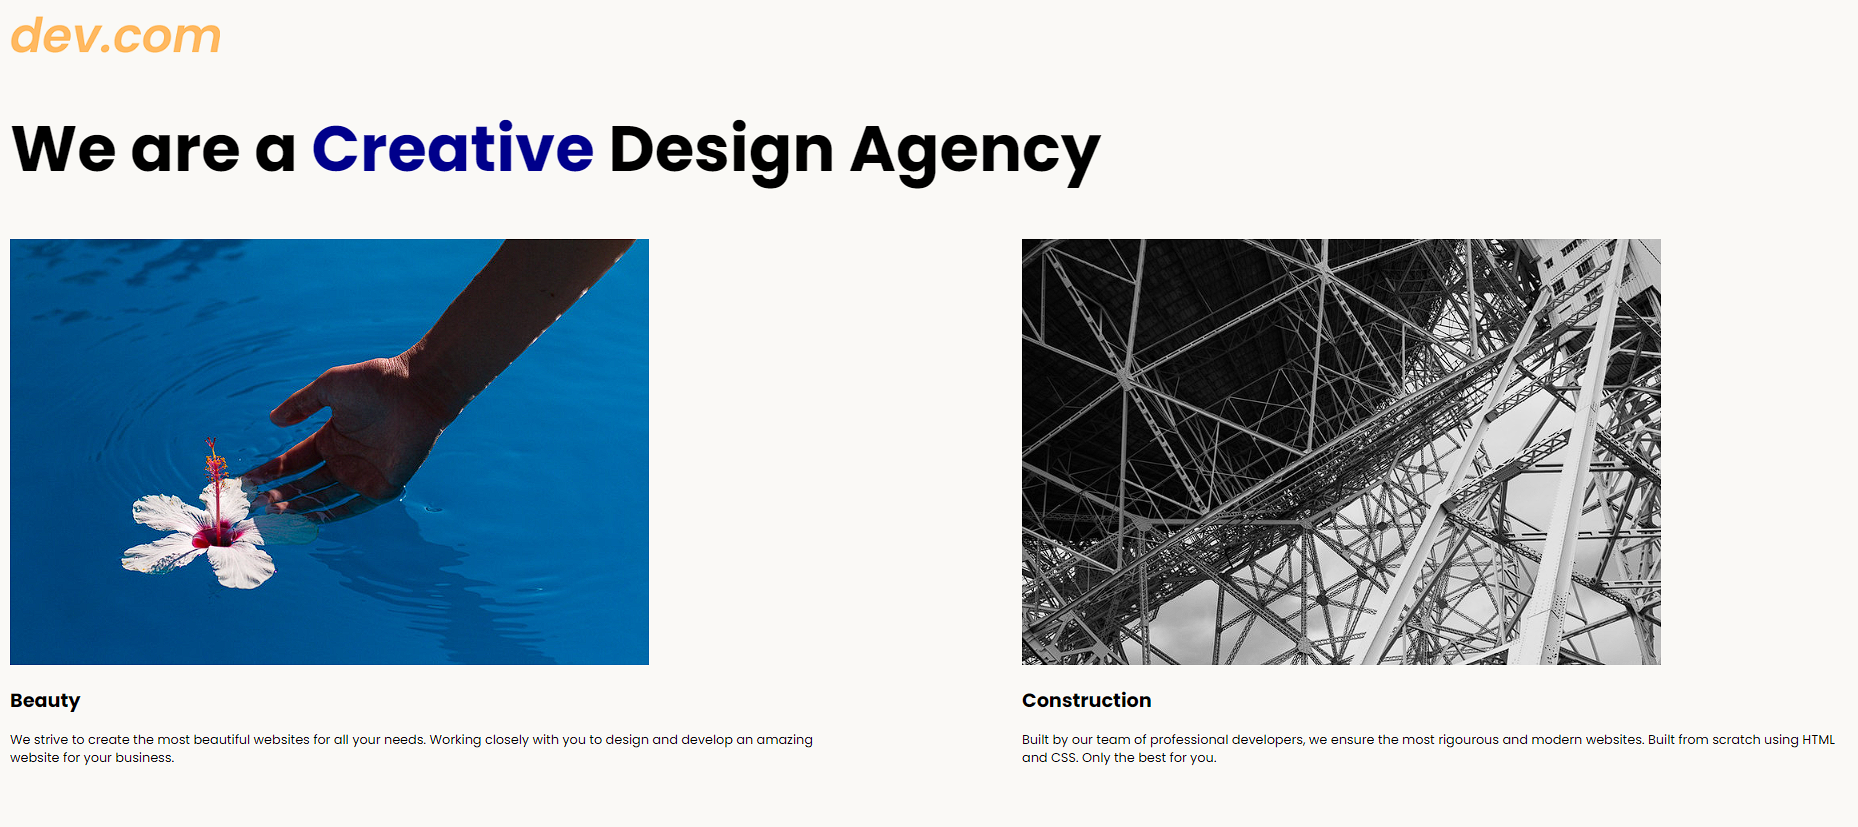 dev.com
We are a Creative Design Agency
Beauty
We strive to create the most beautiful websites for all your needs. Working closely with you to design and develop an amazing
website for your business.
Construction
Built by our team of professional developers, we ensure the most rigourous and modern websites. Built from scratch using HTML
and CSS. Only the best for you.